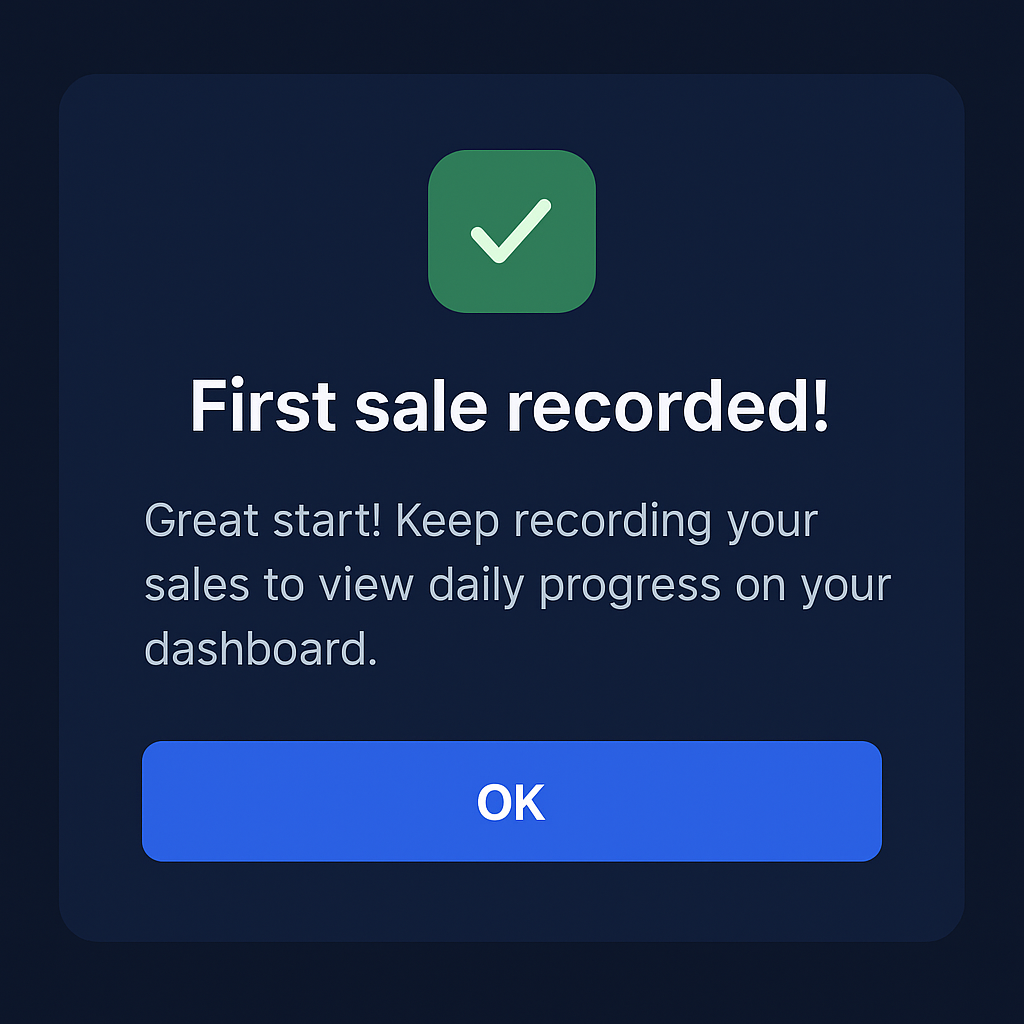 First sale recorded!
Great start! Keep recording your
sales to view daily progress on your
dashboard.
OK